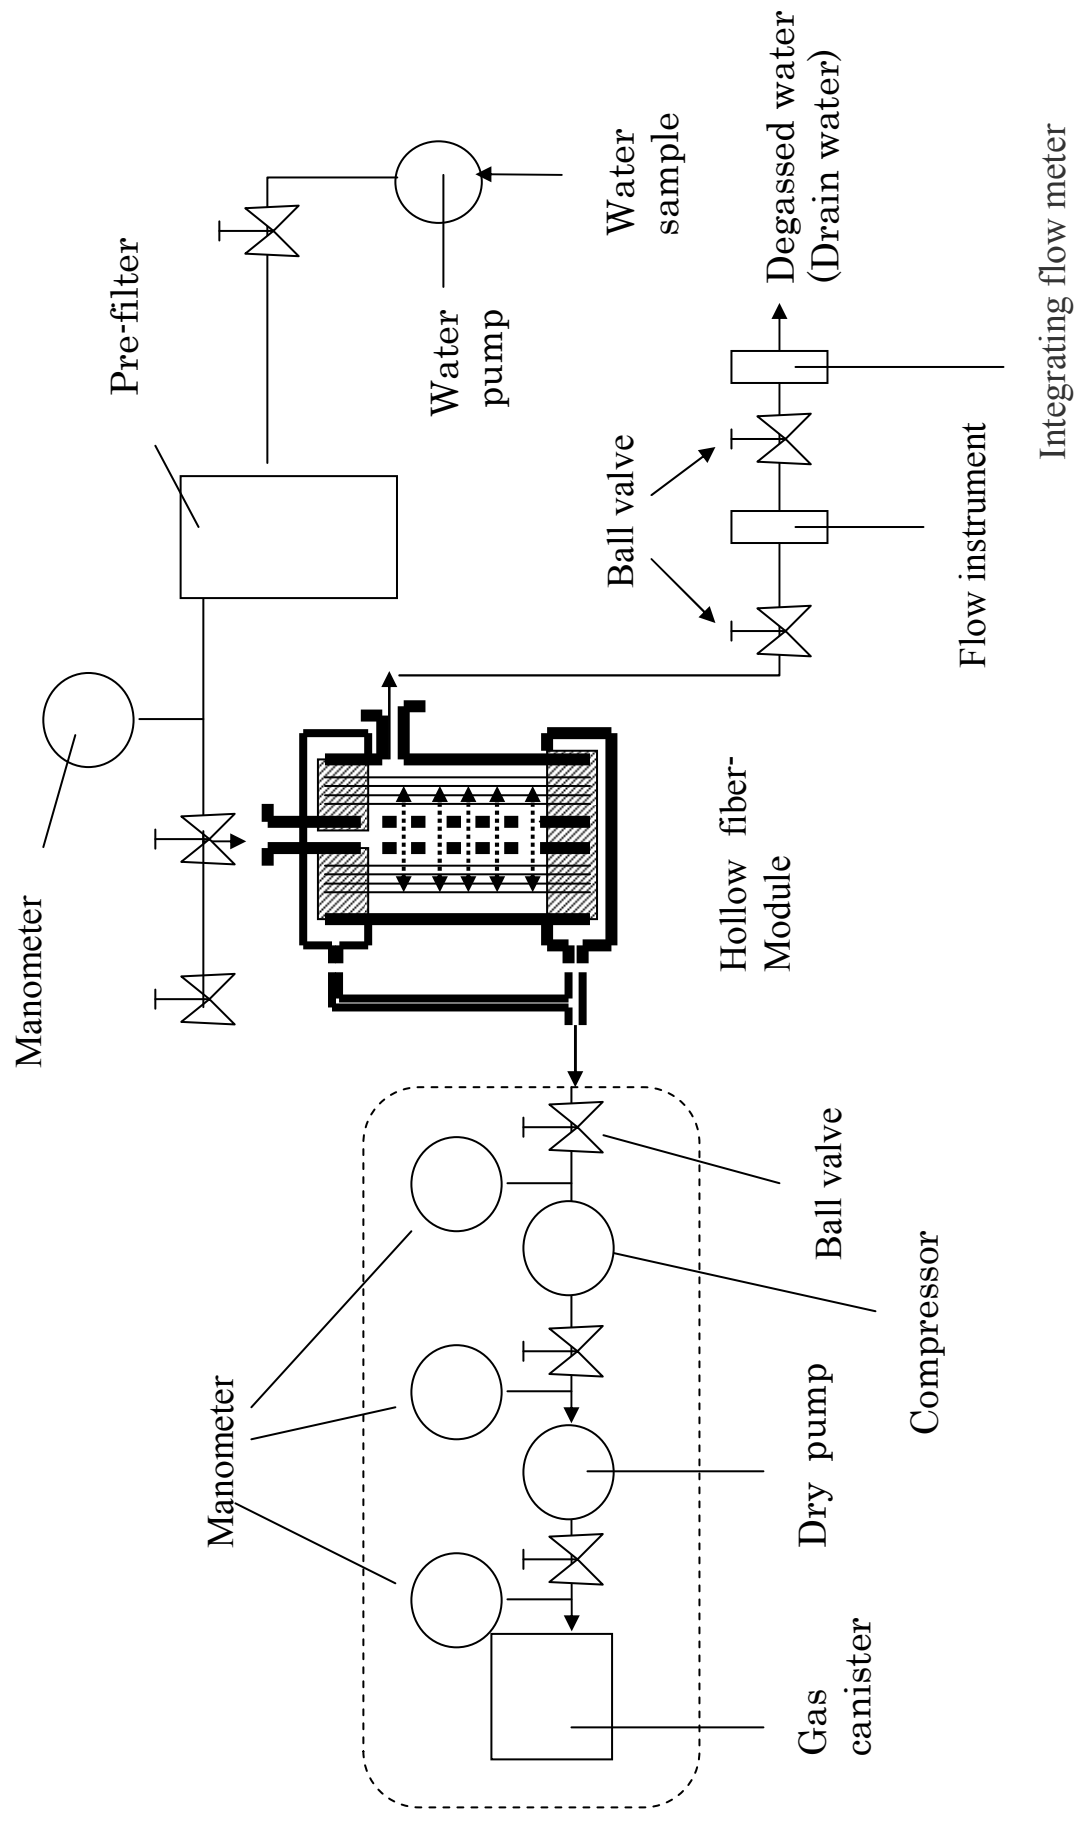 Manometer
Pre-filter
Manometer
Water
pump
Water
sample
Ball valve
Degassed water
(Drain water)
Hollow fiber-
Module
Gas
canister
Dry pump
Ball valve
Compressor
Flow instrument
Integrating flow meter